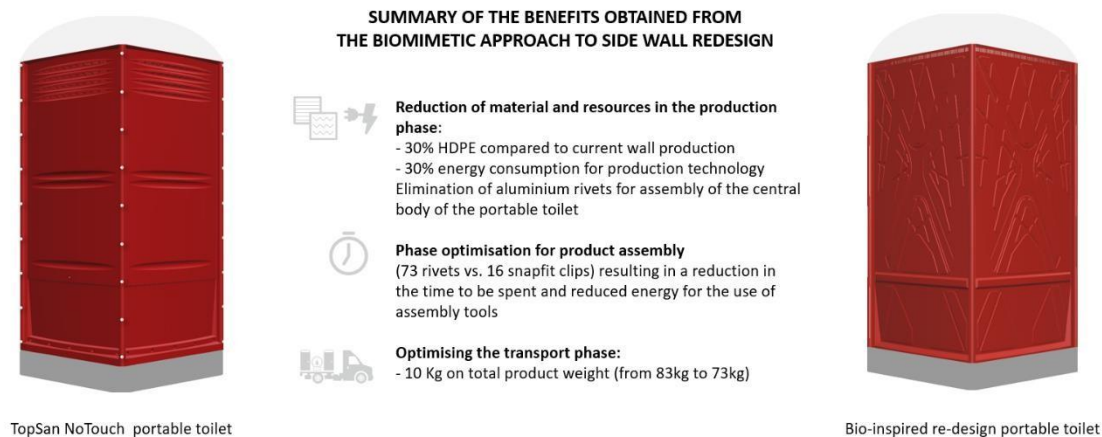 SUMMARY OF THE BENEFITS OBTAINED FROM
THE BIOMIMETIC APPROACH TO SIDE WALL REDESIGN
Reduction of material and resources in the production
phase:
- 30% HDPE compared to current wall production
- 30% energy consumption for production technology
Elimination of aluminium rivets for assembly of the central
body of the portable toilet
Phase optimisation for product assembly
(73 rivets vs. 16 snapfit clips) resulting in a reduction in
the time to be spent and reduced energy for the use of
assembly tools
Optimising the transport phase:
- 10 Kg on total product weight (from 83kg to 73kg)
TopSan NoTouch portable toilet
Bio-inspired re-design portable toilet